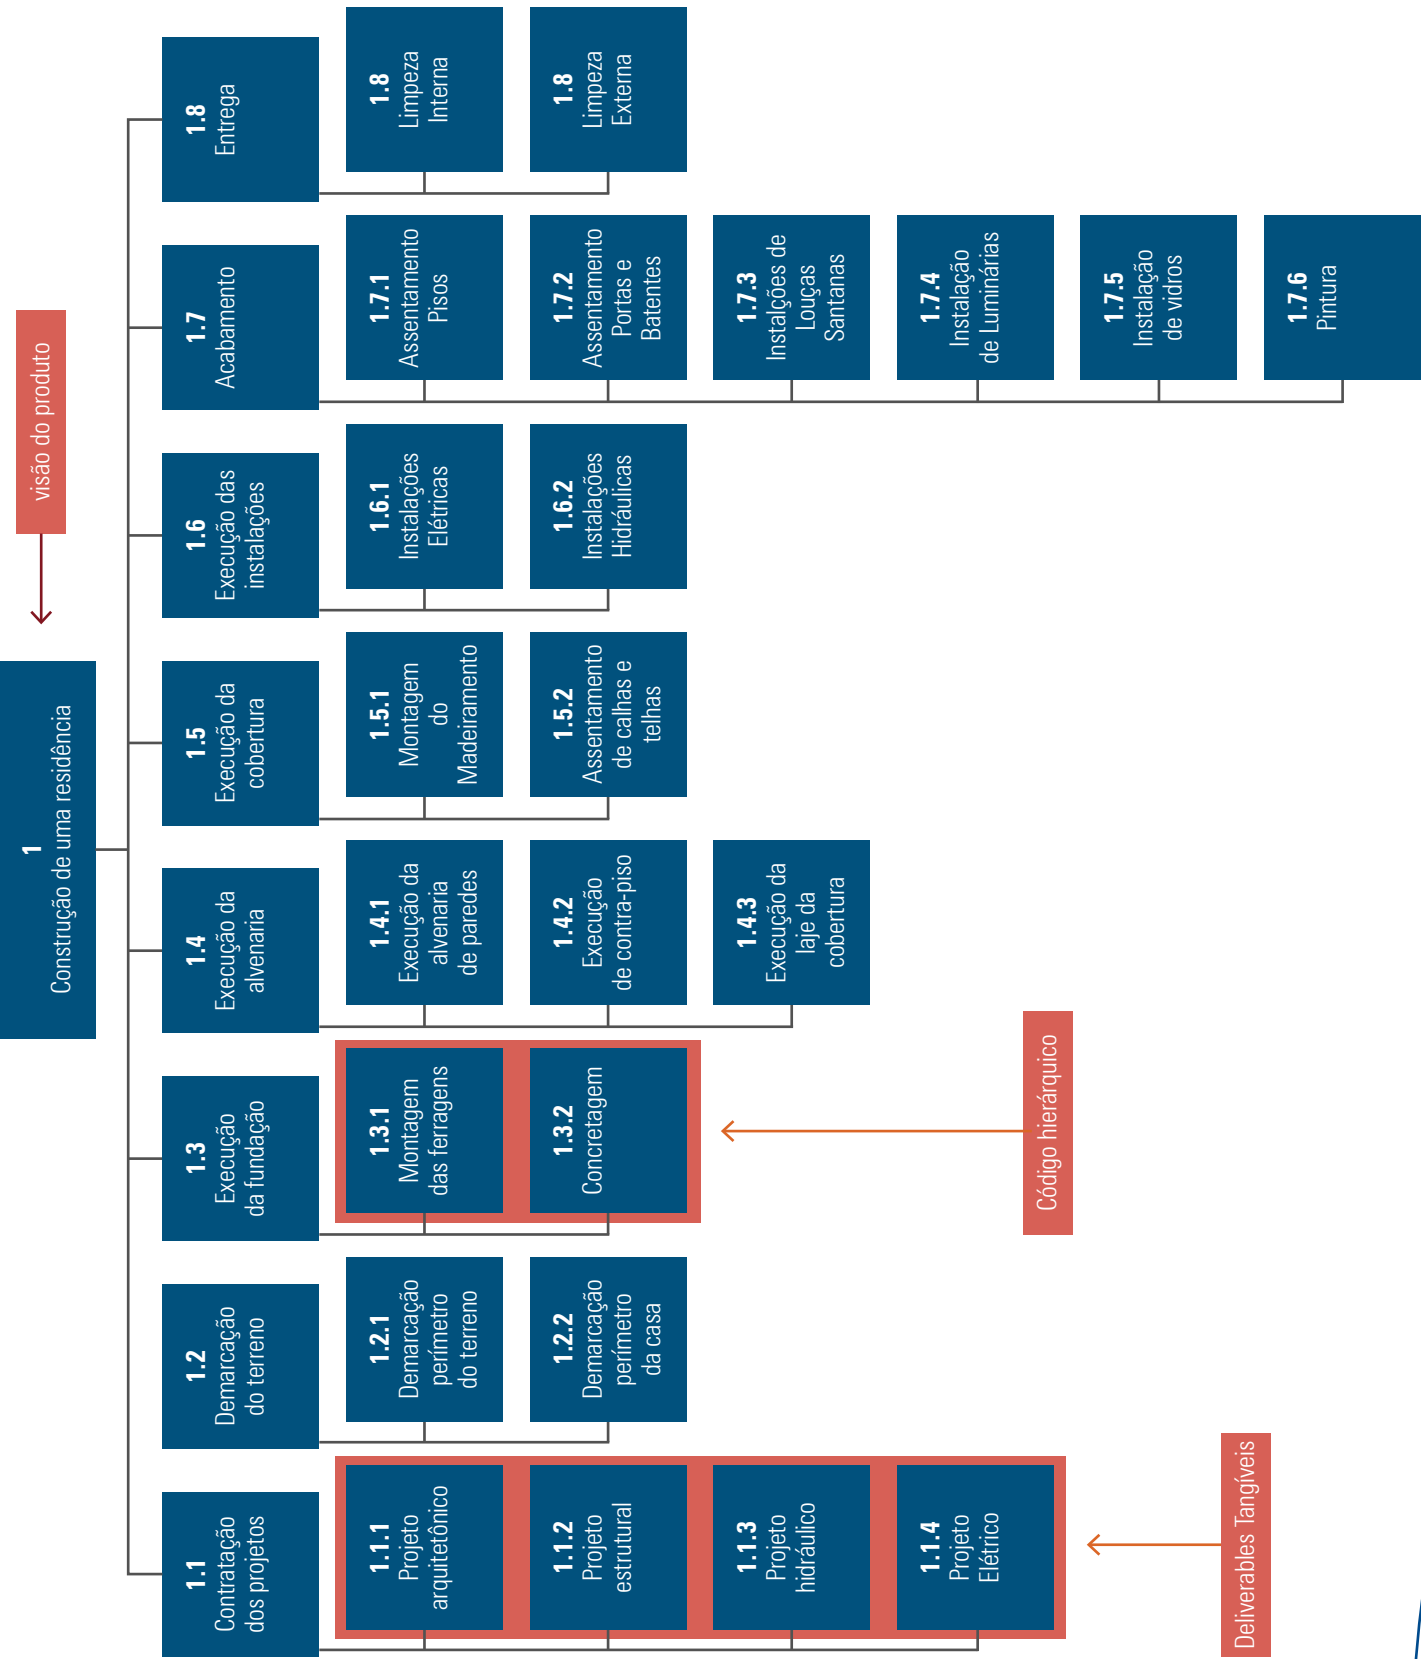 visão do produto
1
Construção de uma residência
1.1
Contratação
dos projetos
1.1.1
Projeto
arquitetônico
1.1.2
Projeto
estrutural
1.1.3
Projeto
hidráulico
1.1.4
Projeto
Elétrico
Deliverables Tangíveis
1.2
Demarcação
do terreno
1.2.1
Demarcação
perímetro
do terreno
1.2.2
Demarcação
perímetro
da casa
1.3
Execução
da fundação
1.3.1
Montagem
das ferragens
1.3.2
Concretagem
Código hierárquico
1.4
Execução da
alvenaria
1.4.1
Execução da
alvenaria
de paredes
1.4.2
Execução
de contra-piso
1.4.3
Execução da
laje da
cobertura
1.5
Execução da
cobertura
1.5.1
Montagem
do
Madeiramento
1.5.2
Assentamento
de calhas e
telhas
1.6
Execução das
instalações
1.6.1
Instalações
Elétricas
1.6.2
Instalações
Hidráulicas
1.7
Acabamento
1.7.1
Assentamento
Pisos
1.7.2
Assentamento
Portas e
Batentes
1.7.3
Instalções de
Louças
Santanas
1.7.4
Instalação
de Luminárias
1.7.5
Instalação
de vidros
1.7.6
Pintura
1.8
Entrega
1.8
Limpeza
Interna
1.8
Limpeza
Externa